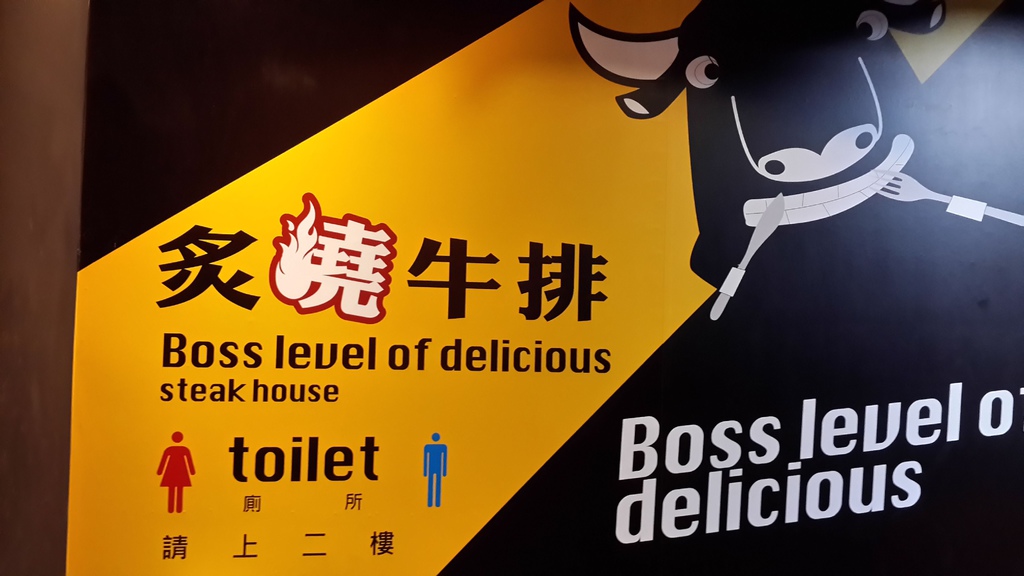 炙燒牛排
Boss level of delicious
steak house
toilet
廁所
請上二樓
Boss level o
delicious